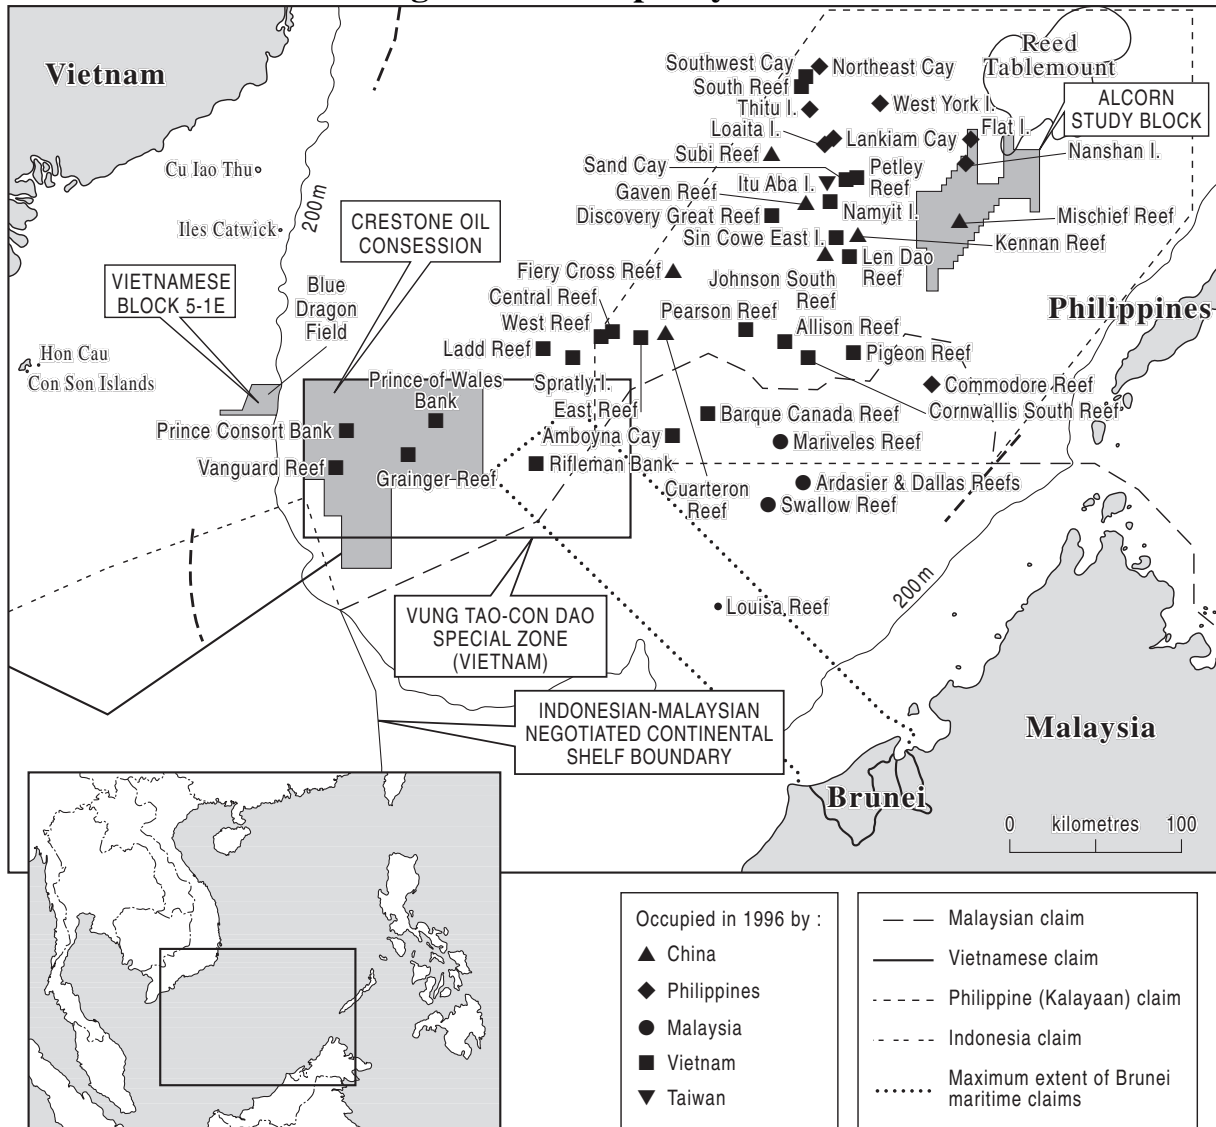 Vietnam
Reed
Tablemount
ALCORN
STUDY BLOCK
Southwest Cay
Northeast Cay
South Reef
Thitu I.
West York I.
Loaita I.
Lankiam Cay
Flat I.
Nanshan I.
Subi Reef
Sand Cay
Petley
Reef
Itu Aba I.
Gaven Reef
Namyit I.
Discovery Great Reef
Mischief Reef
Sin Cowe East I.
Kennan Reef
Len Dao
Reef
Johnson South
Reef
Fiery Cross Reef
Cu Iao Thu
Iles Catwick
200 m
CRESTONE OIL
CONSESSION
VIETNAMESE
BLOCK 5-1E
Blue
Dragon
Field
Hon Cau
Con Son Islands
Central Reef
West Reef
Ladd Reef
Pearson Reef
Allison Reef
Pigeon Reef
Philippines
Spratly I.
East Reef
Commodore Reef
Cornwallis South Reef
Prince of Wales
Bank
Prince Consort Bank
Vanguard Reef
Grainger Reef
Amboyna Cay
Rifleman Bank
Barque Canada Reef
Mariveles Reef
Cuarteron
Reef
Ardasier & Dallas Reefs
Swallow Reef
200 m
Louisa Reef
VUNG TAO-CON DAO
SPECIAL ZONE
(VIETNAM)
INDONESIAN-MALAYSIAN
NEGOTIATED CONTINENTAL
SHELF BOUNDARY
Malaysia
Brunei
0 kilometres 100
Occupied in 1996 by :
China
Philippines
Malaysia
Vietnam
Taiwan
Malaysian claim
Vietnamese claim
Philippine (Kalayaan) claim
Indonesia claim
Maximum extent of Brunei
maritime claims